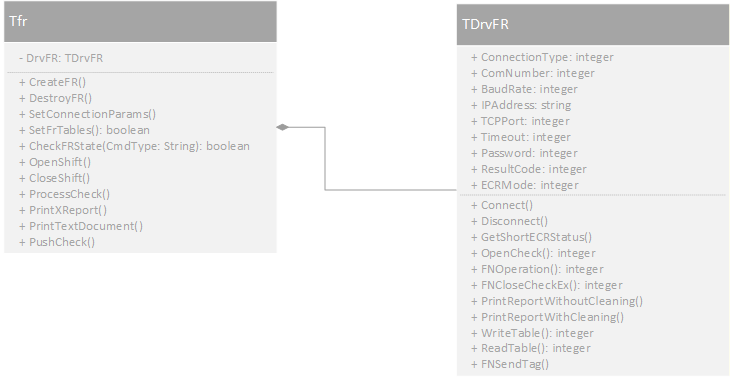 Tfr
- DrvFR: TDrvFR
+ CreateFR()
+ DestroyFR()
+ SetConnectionParams()
+ SetFrTables(): boolean
+ CheckFRState(CmdType: String): boolean
+ OpenShift()
+ CloseShift()
+ ProcessCheck()
+ PrintXReport()
+ PrintTextDocument()
+ PushCheck()
TDrvFR
+ ConnectionType: integer
+ ComNumber: integer
+ BaudRate: integer
+ IPAddress: string
+ TCPPort: integer
+ Timeout: integer
+ Password: integer
+ ResultCode: integer
+ ECRMode: integer
+ Connect()
+ Disconnect()
+ GetShortECRStatus()
+ OpenCheck(): integer
+ FNOperation(): integer
+ FNCloseCheckEx(): integer
+ PrintReportWithoutCleaning()
+ PrintReportWithCleaning()
+ WriteTable(): integer
+ ReadTable(): integer
+ FNSendTag()